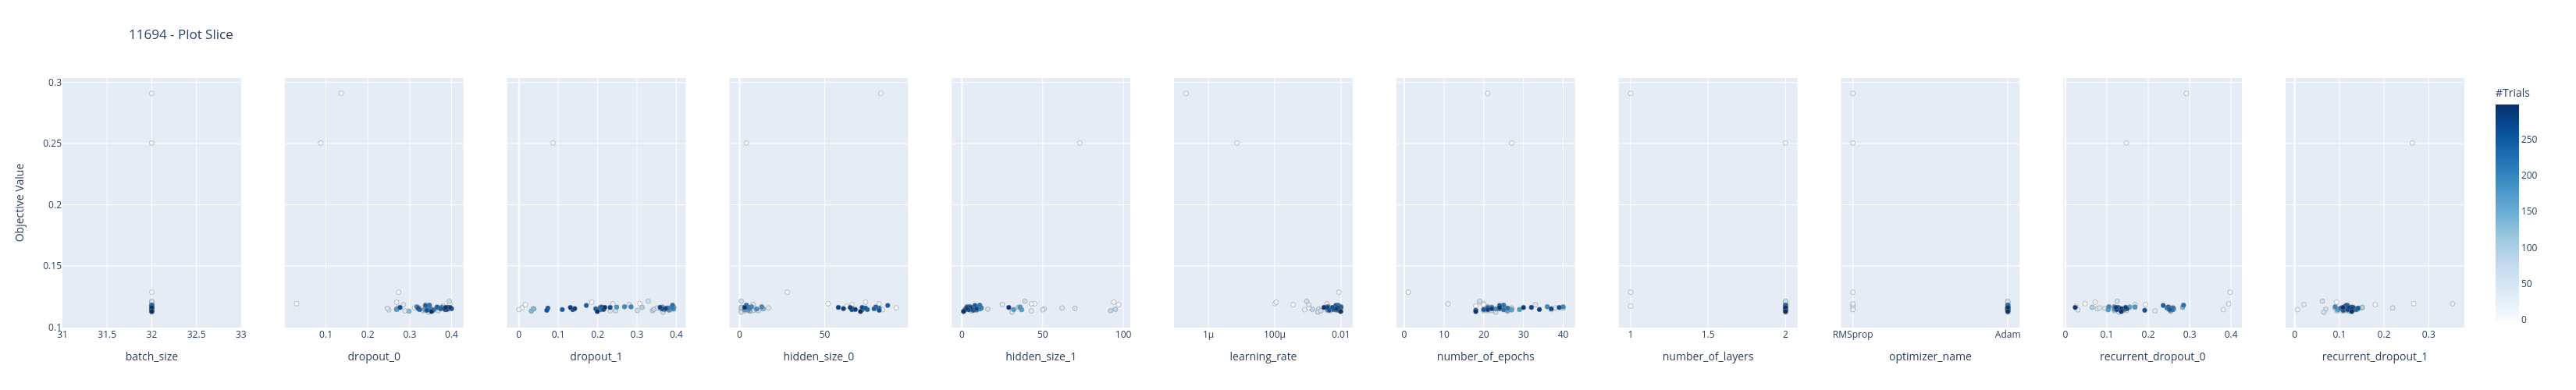 11694 - Plot Slice
#Trials
0.3
0.25
0.2
0.15
0.1
Objective Value
31 31.5 32 32.5 33
batch_size
0.1 0.2 0.3 0.4
dropout_0
0 0.1 0.2 0.3 0.4
dropout_1
0 50
hidden_size_0
0 50 100
hidden_size_1
1μ 100μ 0.01
learning_rate
0 10 20 30 40
number_of_epochs
1 1.5 2
number_of_layers
RMSprop Adam
optimizer_name
0 0.1 0.2 0.3 0.4
recurrent_dropout_0
0 0.1 0.2 0.3
recurrent_dropout_1
250
200
150
100
50
0